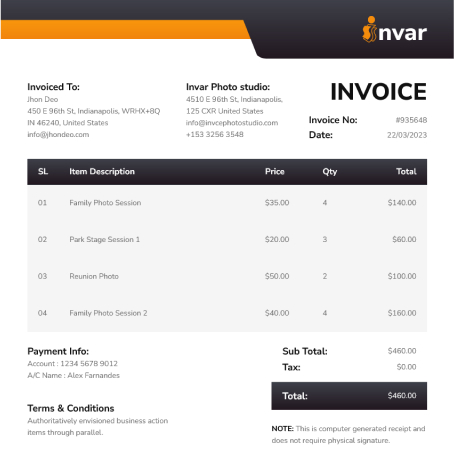 invar
Invoiced To:
Jhon Deo
450 E 96th St, Indianapolis, WRHX+8Q
IN 46240, United States
info@jhondeo.com
Invar Photo studio:
4510 E 96th St, Indianapolis,
125 CXR United States
info@invcephotostudio.com
+153 3256 3548
INVOICE
Invoice No: #935648
Date: 22/03/2023
SL Item Description Price Qty Total
01 Family Photo Session $35.00 4 $140.00
02 Park Stage Session 1 $20.00 3 $60.00
03 Reunion Photo $50.00 2 $100.00
04 Family Photo Session 2 $40.00 4 $160.00
Payment Info:
Account : 1234 5678 9012
A/C Name : Alex Farnandes
Sub Total: $460.00
Tax: $0.00
Total: $460.00
Terms & Conditions
Authoritatively envisioned business action
items through parallel.
NOTE: This is computer generated receipt and
does not require physical signature.